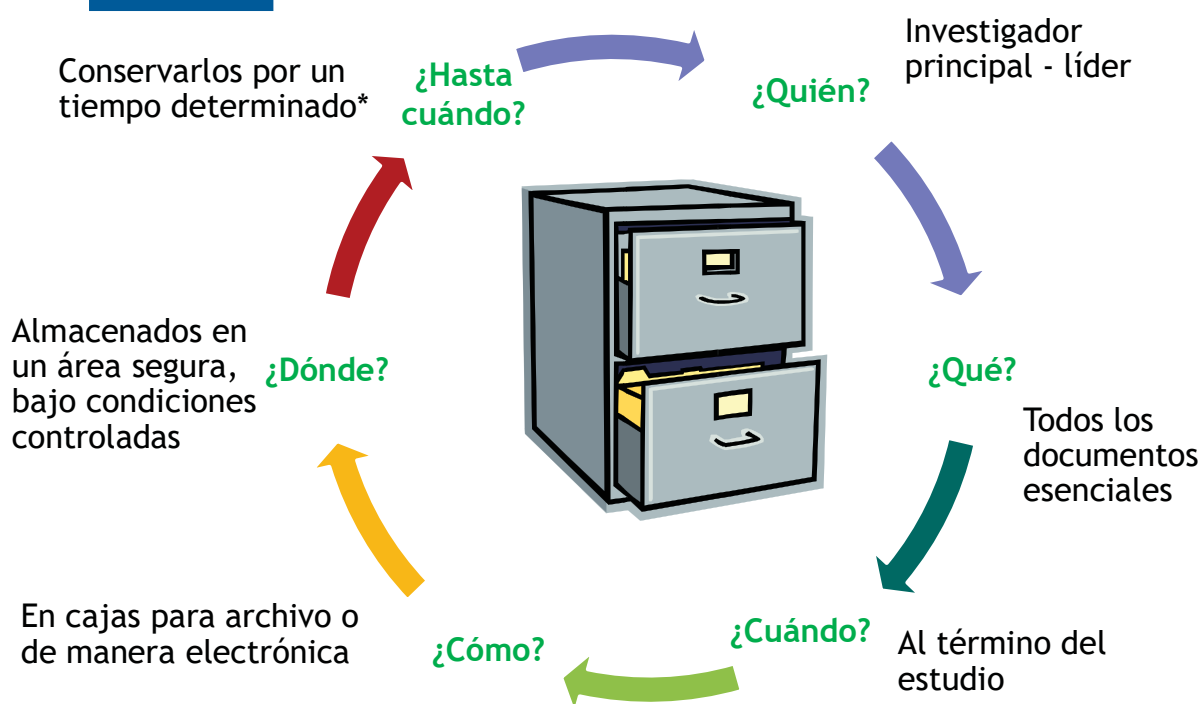 Investigador
principal - líder
¿Quién?
¿Qué?
Todos los
documentos
esenciales
¿Cuándo?
Al término del
estudio
¿Cómo?
En cajas para archivo o
de manera electrónica
¿Dónde?
Almacenados en
un área segura,
bajo condiciones
controladas
¿Hasta
cuándo?
Conservarlos por un
tiempo determinado*